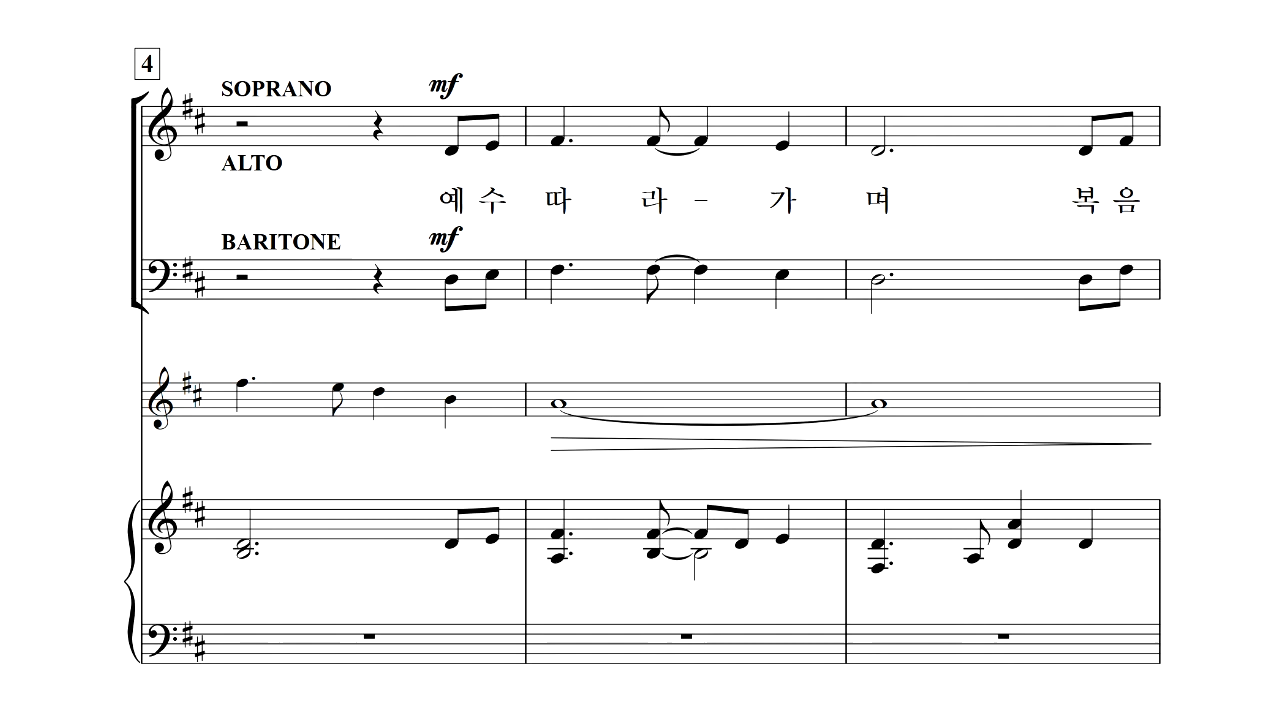 4
SOPRANO mf
ALTO
예 수 따 라 - 가 며 복 음
BARITONE mf